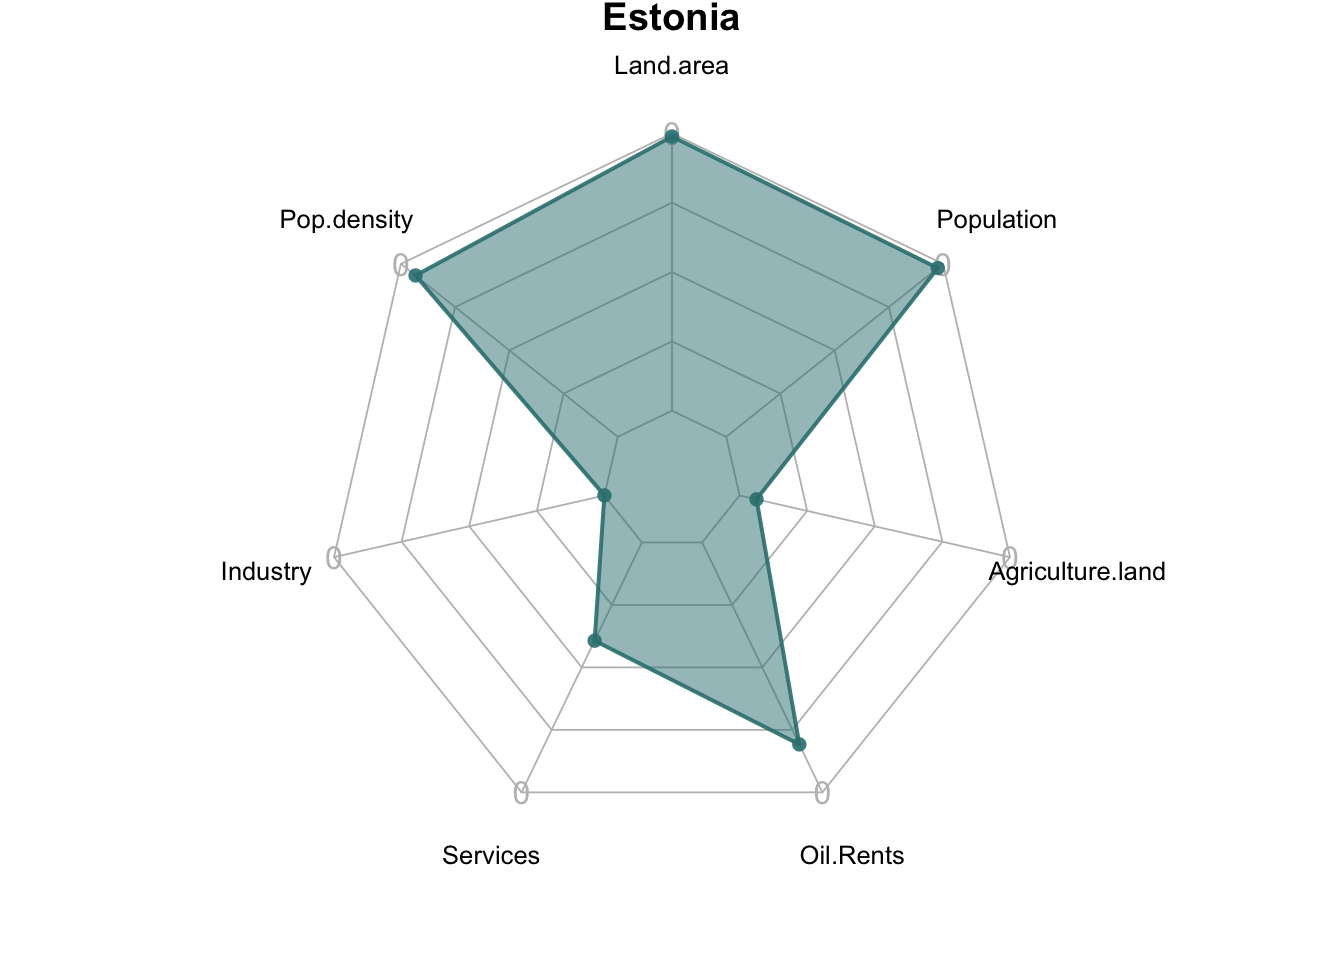 Estonia
Land.area
0
Pop.density
Population
0
0
Industry
0
0
Agriculture.land
0
0
Services
Oil.Rents